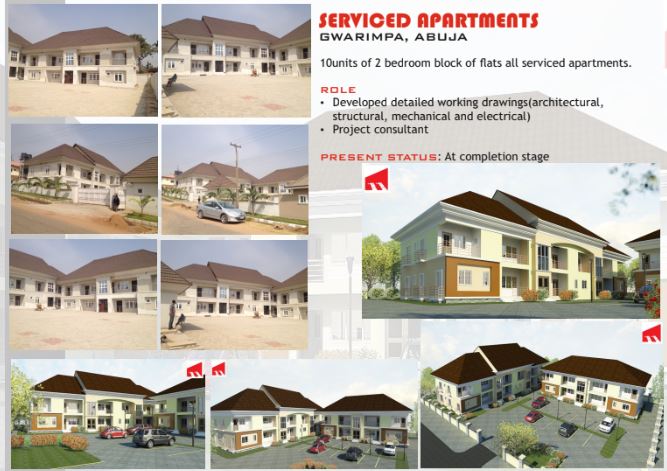 SERVICED APARTMENTS
GWARIMPA, ABUJA
10units of 2 bedroom block of flats all serviced apartments.
ROLE
• Developed detailed working drawings(architectural,
structural, mechanical and electrical)
• Project consultant
PRESENT STATUS: At completion stage